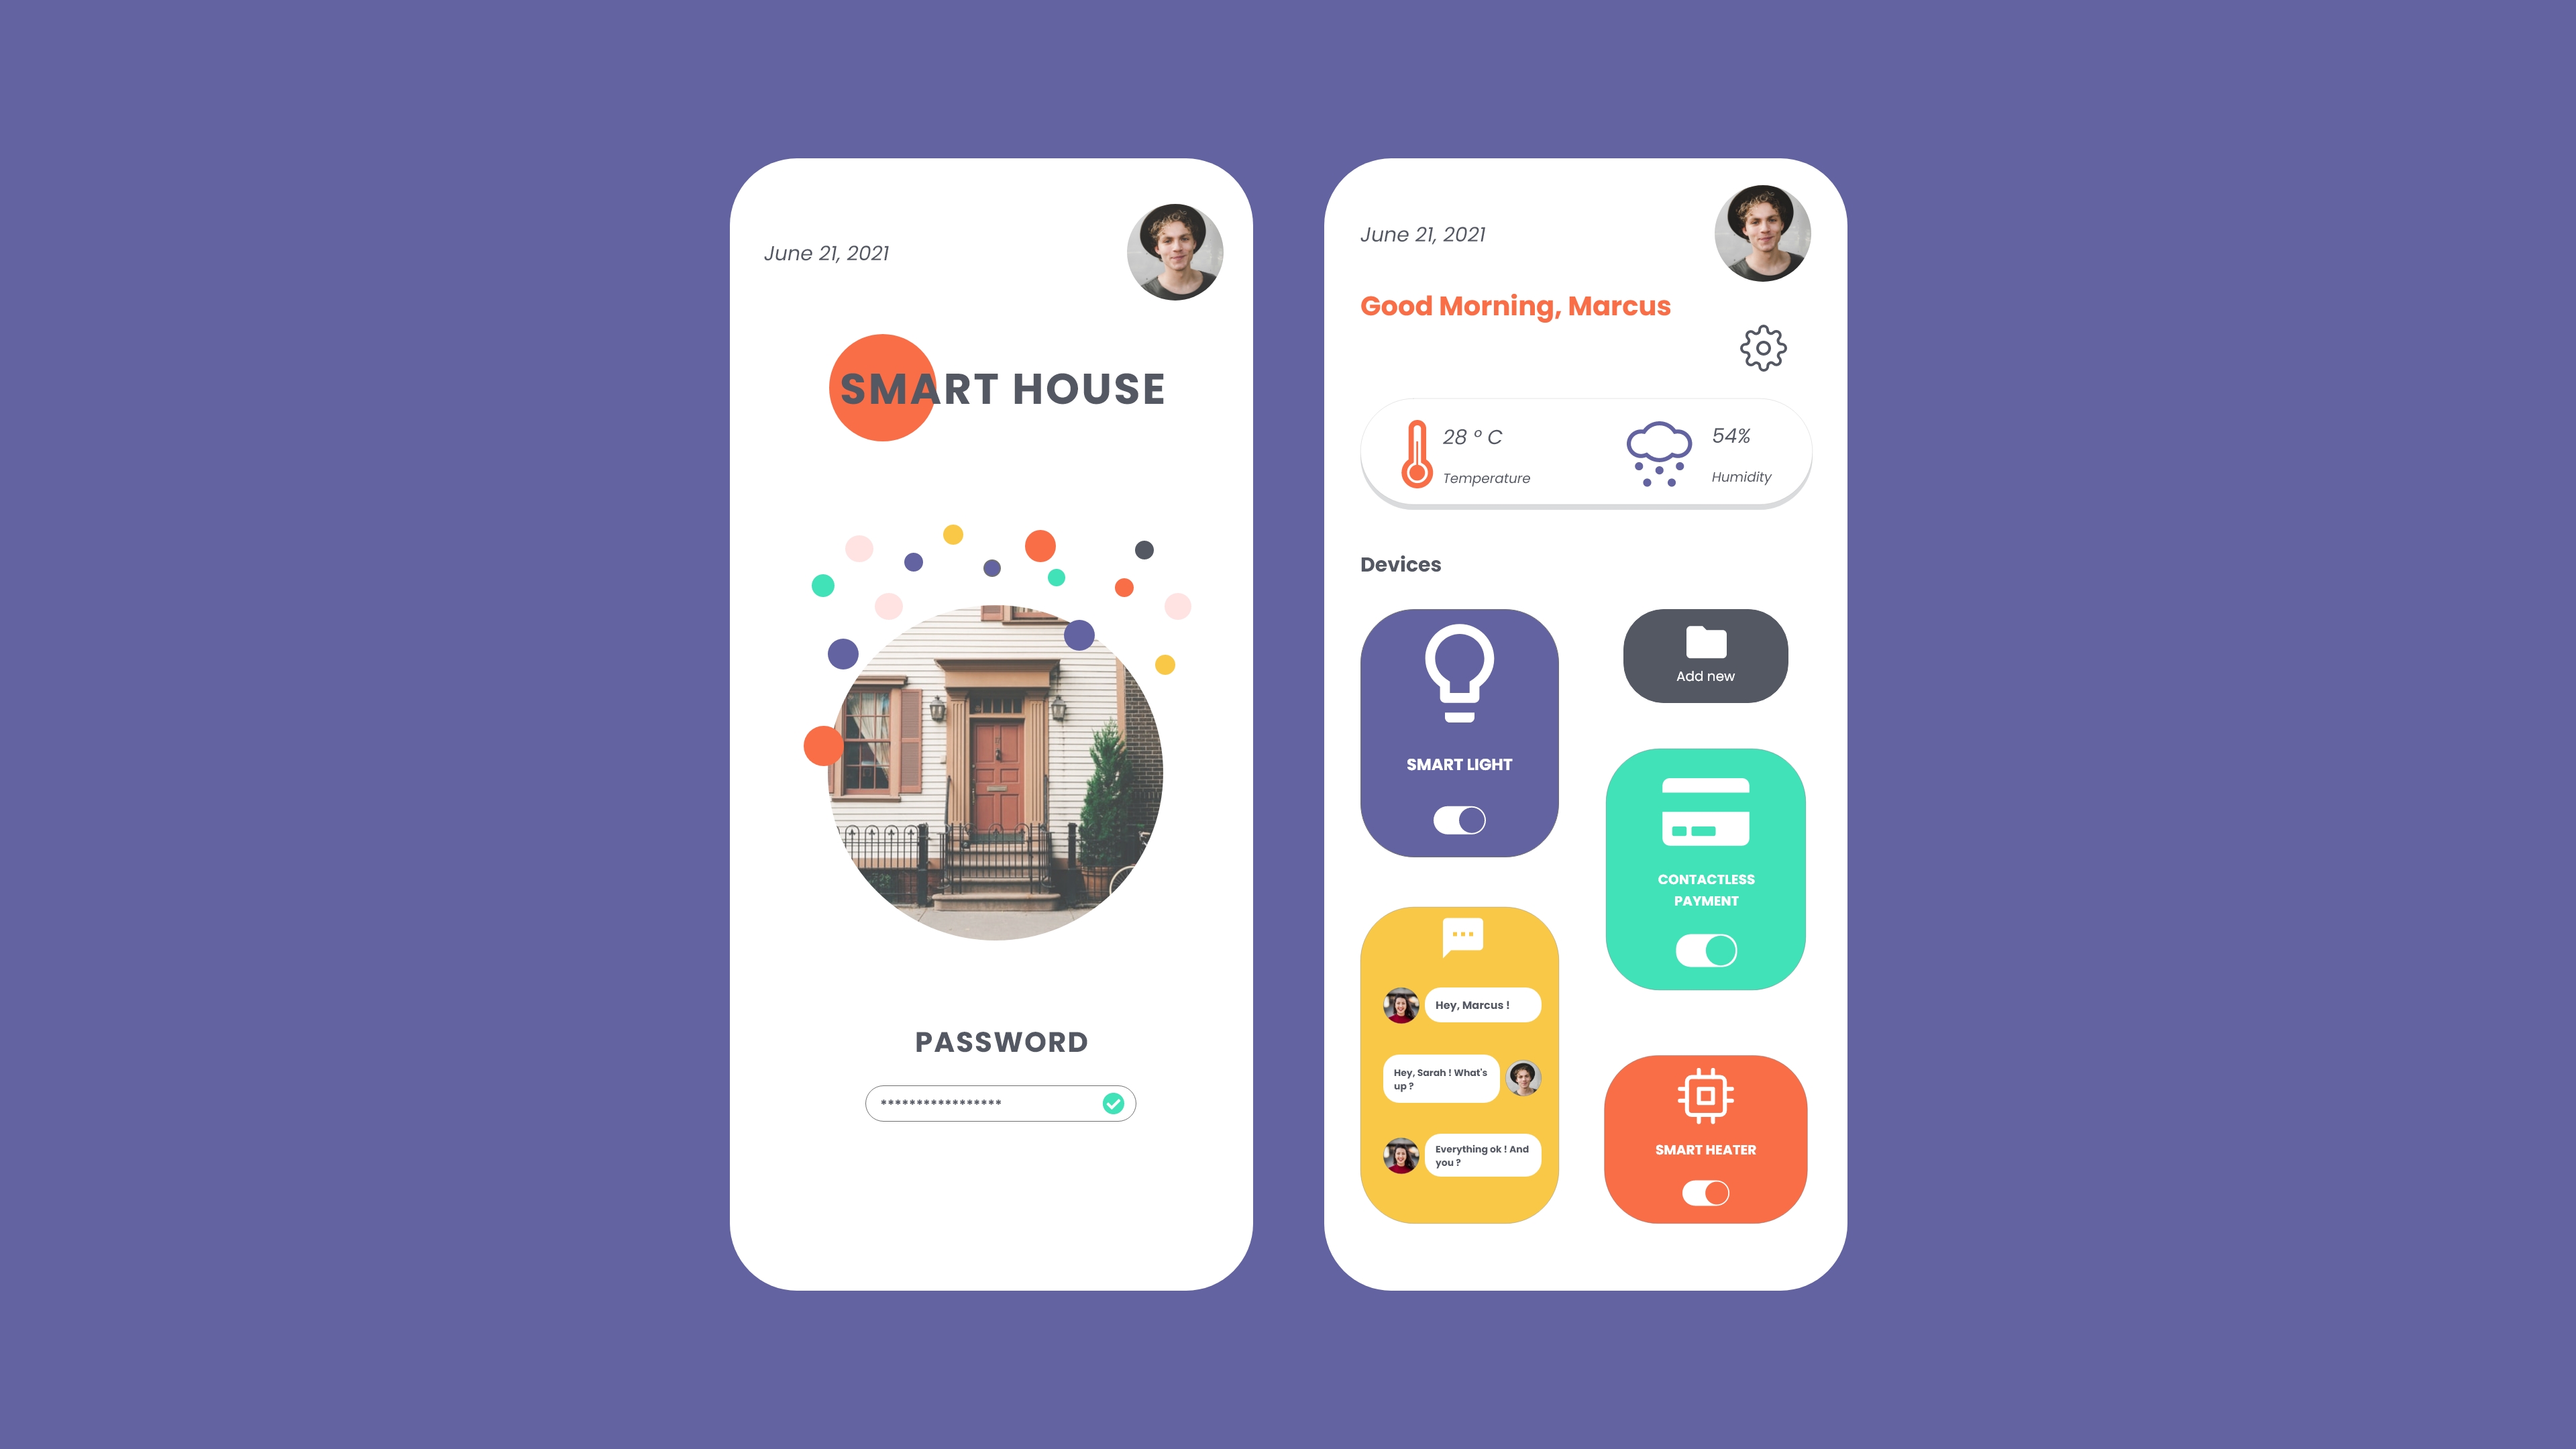 June 21, 2021
SMART HOUSE
PASSWORD
*****************
June 21, 2021
Good Morning, Marcus
28 º C
Temperature
54%
Humidity
Devices
SMART LIGHT
Add new
CONTACTLESS
PAYMENT
Hey, Marcus !
Hey, Sarah ! What's
up ?
Everything ok ! And
you ?
SMART HEATER